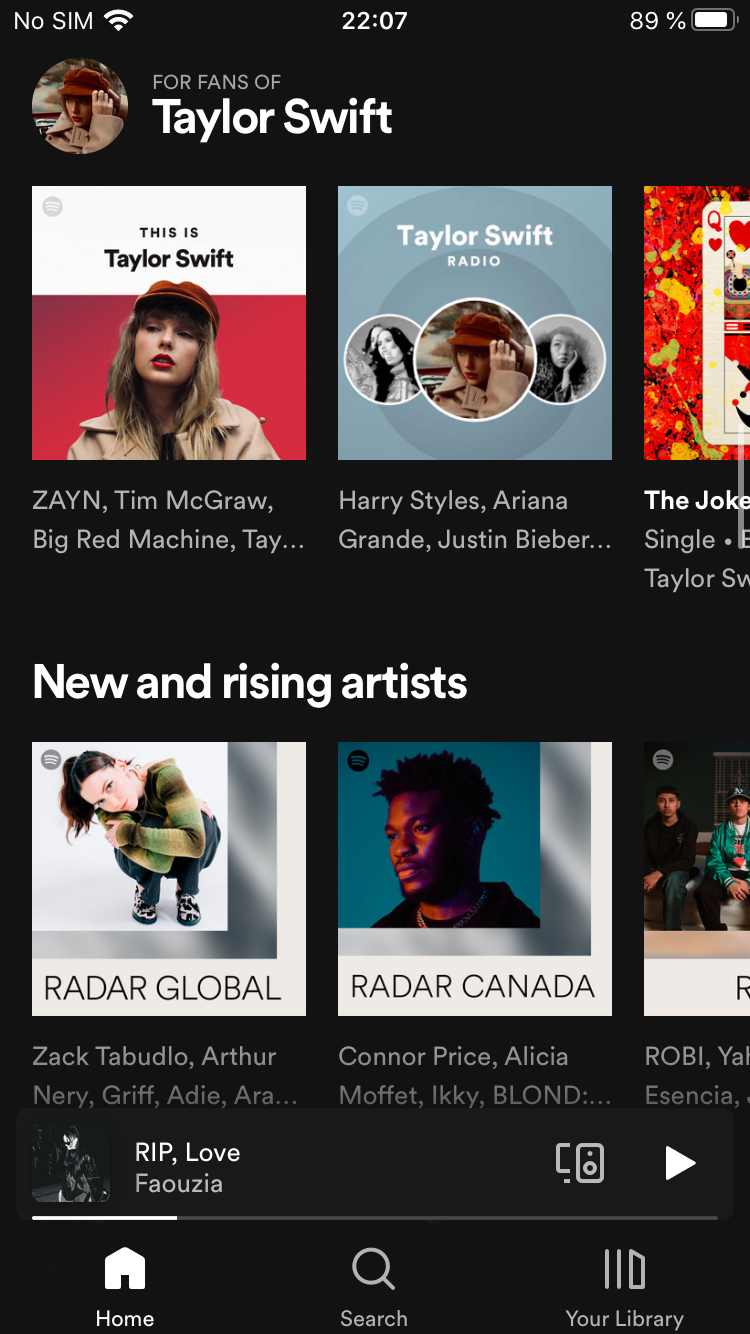 No SIM 22:07 89 %
FOR FANS OF
Taylor Swift
THIS IS
Taylor Swift
Taylor Swift
RADIO
Q
ZAYN, Tim McGraw,
Big Red Machine, Tay...
Harry Styles, Ariana
Grande, Justin Bieber...
The Joke
Single •
Taylor Sw
New and rising artists
RADAR GLOBAL
RADAR CANADA
R
Zack Tabudlo, Arthur
Nery, Griff, Adie, Ara...
Connor Price, Alicia
Moffet, Ikky, BLOND:...
ROBI, Yah
Esencia,
RIP, Love
Faouzia
Home
Search
Your Library